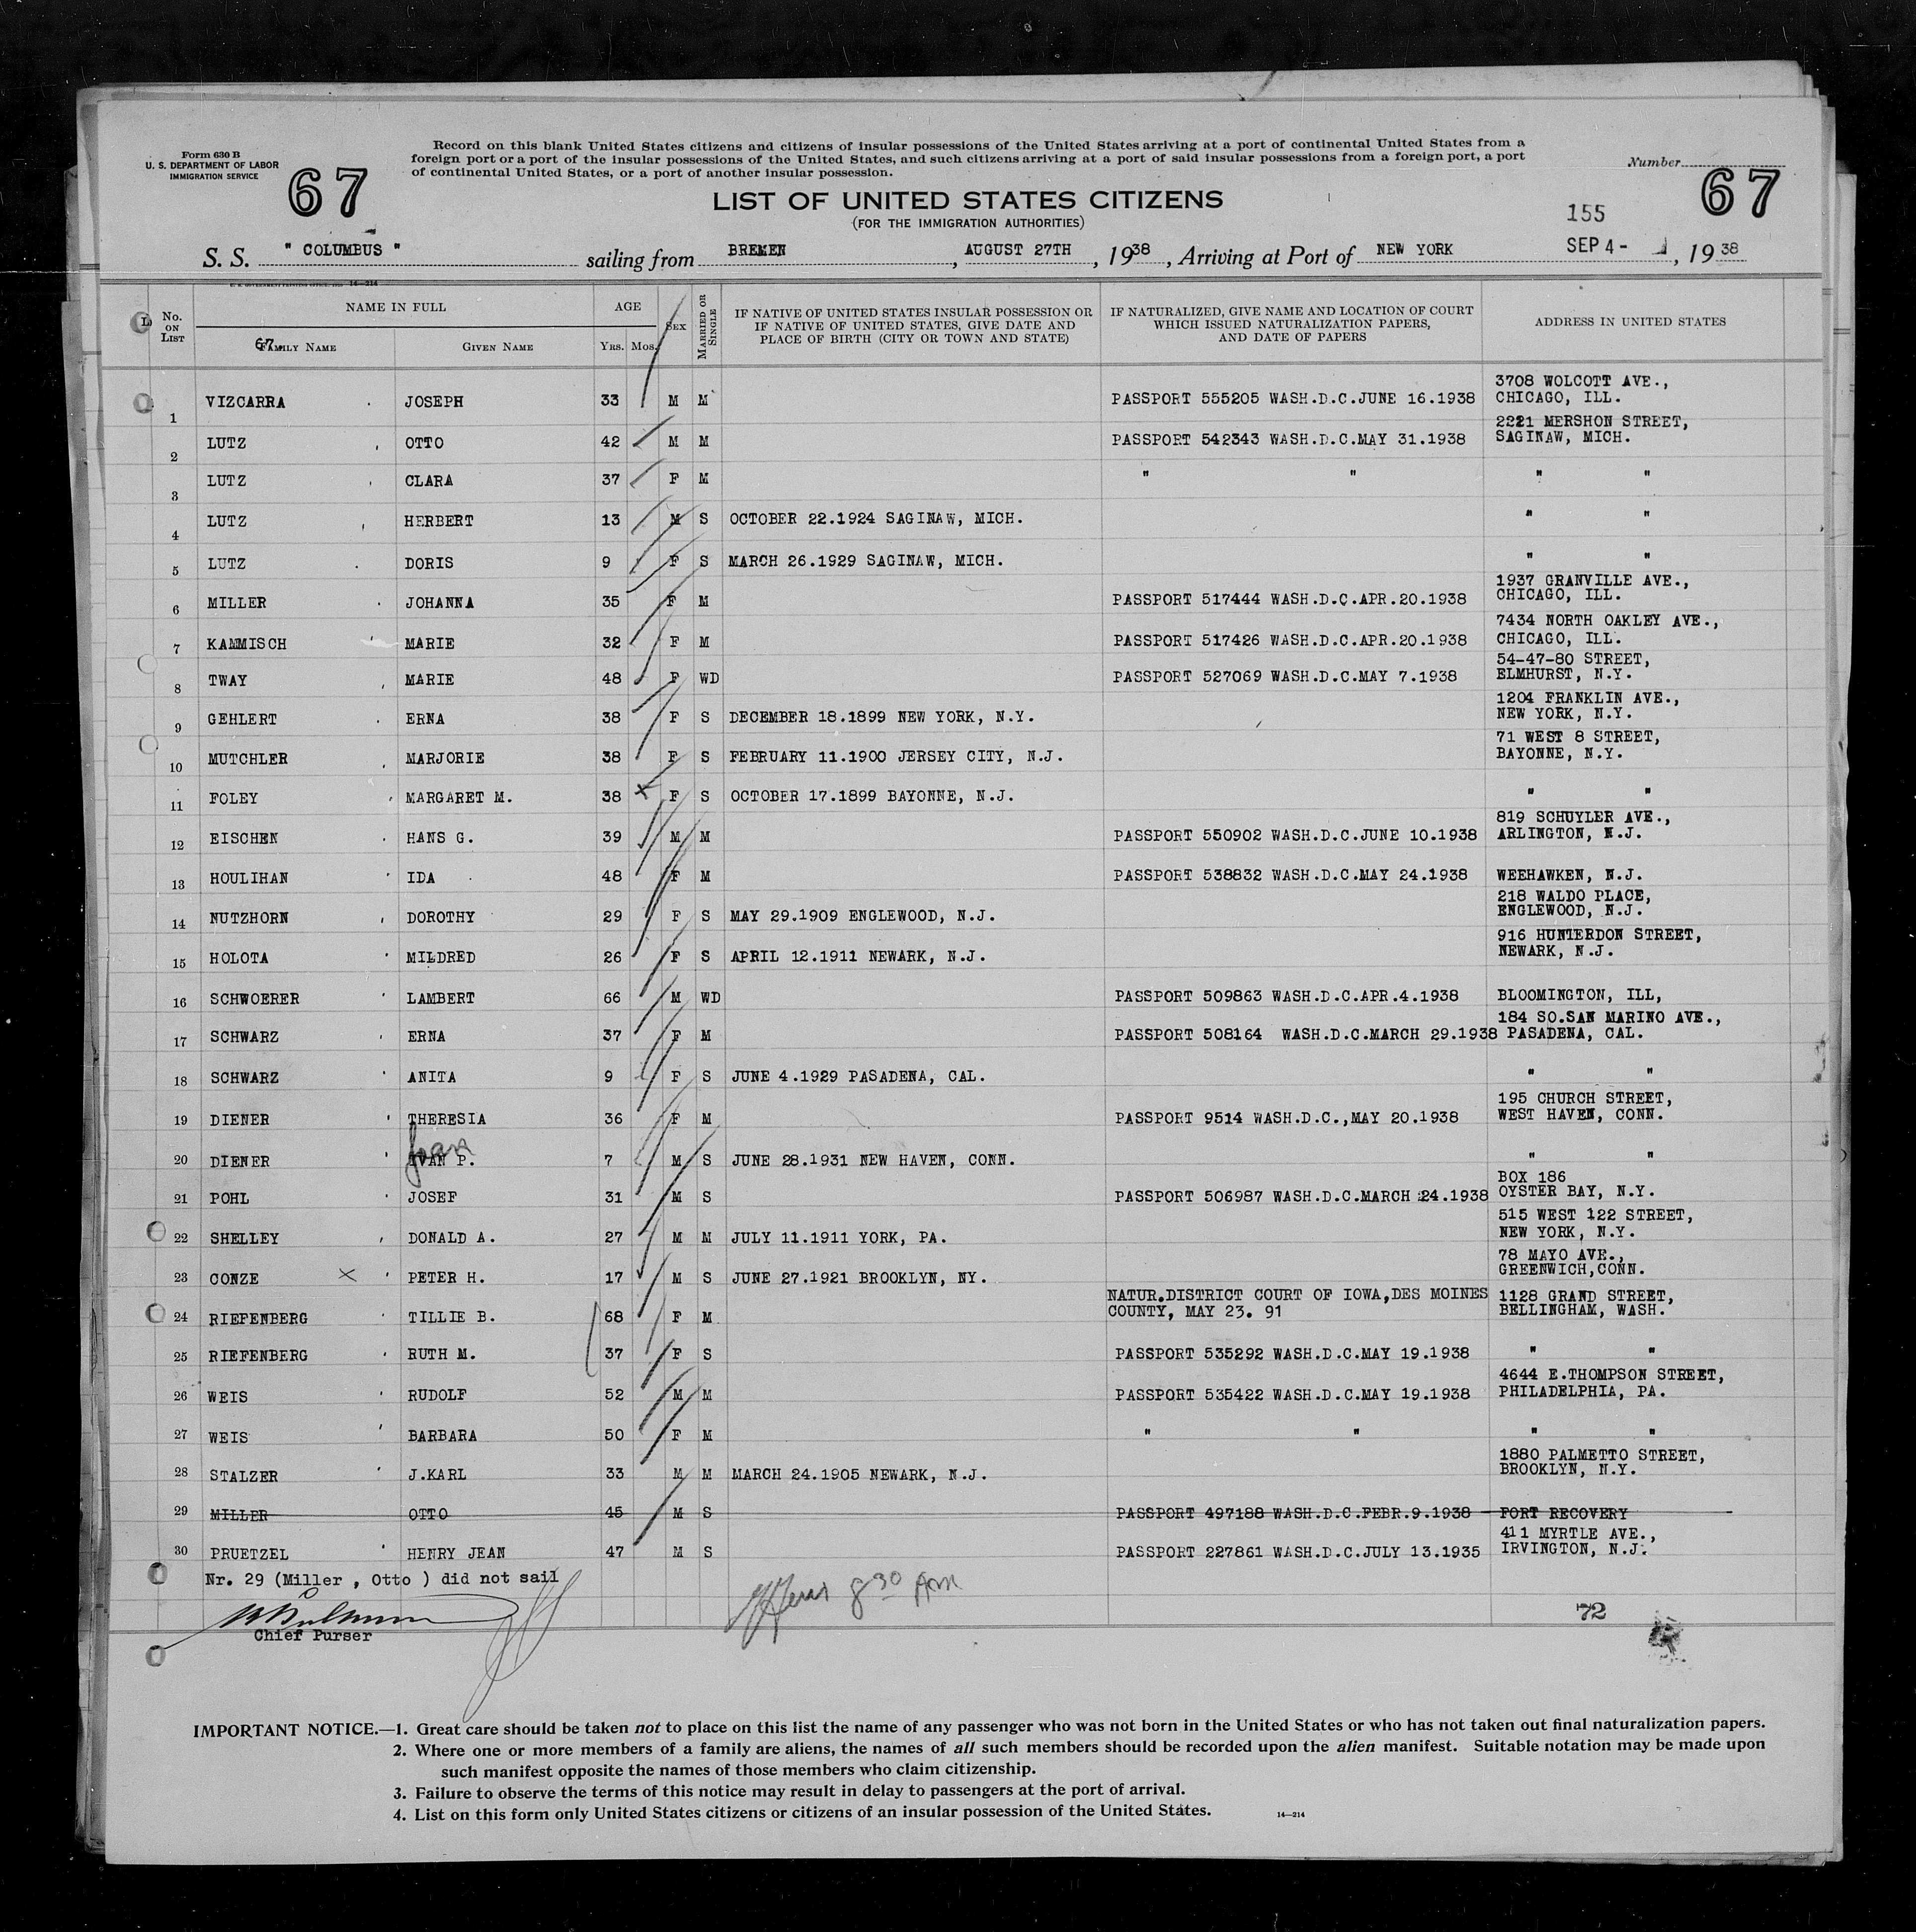 Form 630 B
U. S. DEPARTMENT OF LABOR
IMMIGRATION SERVICE
67
Record on this blank United States citizens and citizens of insular possessions of the United States arriving at a port of continental United States from a
foreign port or a port of the insular possessions of the United States, and such citizens arriving at a port of said insular possessions from a foreign port, a port
of continental United States, or a port of another insular possession.
Number
67
LIST OF UNITED STATES CITIZENS
(FOR THE IMMIGRATION AUTHORITIES)
155
S. S. " COLUMBUS " sailing from BREMEN, AUGUST 27TH, 1938, Arriving at Port of NEW YORK SEP 4 - , 1938
No. ON LIST
NAME IN FULL
67
FAMILY NAME
GIVEN NAME
AGE
YRS. MOS.
SEX
MARRIED OR SINGLE
IF NATIVE OF UNITED STATES INSULAR POSSESSION OR
IF NATIVE OF UNITED STATES, GIVE DATE AND
PLACE OF BIRTH (CITY OR TOWN AND STATE)
IF NATURALIZED, GIVE NAME AND LOCATION OF COURT
WHICH ISSUED NATURALIZATION PAPERS,
AND DATE OF PAPERS
ADDRESS IN UNITED STATES
3708 WOLCOTT AVE.,
1 VIZCARRA JOSEPH 33 M M PASSPORT 555205 WASH.D.C.JUNE 16.1938 CHICAGO, ILL.
2221 MERSHON STREET,
2 LUTZ OTTO 42 M M PASSPORT 542343 WASH.D.C.MAY 31.1938 SAGINAW, MICH.
3 LUTZ CLARA 37 F M " " " "
4 LUTZ HERBERT 13 M S OCTOBER 22.1924 SAGINAW, MICH. " "
5 LUTZ DORIS 9 F S MARCH 26.1929 SAGINAW, MICH. " "
1937 GRANVILLE AVE.,
6 MILLER JOHANNA 35 F M PASSPORT 517444 WASH.D.C.APR.20.1938 CHICAGO, ILL.
7434 NORTH OAKLEY AVE.,
7 KAMMISCH MARIE 32 F M PASSPORT 517426 WASH.D.C.APR.20.1938 CHICAGO, ILL.
54-47-80 STREET,
8 TWAY MARIE 48 F WD PASSPORT 527069 WASH.D.C.MAY 7.1938 ELMHURST, N.Y.
1204 FRANKLIN AVE.,
9 GEHLERT ERNA 38 F S DECEMBER 18.1899 NEW YORK, N.Y. NEW YORK, N.Y.
71 WEST 8 STREET,
10 MUTCHLER MARJORIE 38 F S FEBRUARY 11.1900 JERSEY CITY, N.J. BAYONNE, N.Y.
11 FOLEY MARGARET M. 38 F S OCTOBER 17.1899 BAYONNE, N.J. " "
819 SCHUYLER AVE.,
12 EISCHEN HANS G. 39 M M PASSPORT 550902 WASH.D.C.JUNE 10.1938 ARLINGTON, N.J.
13 HOULIHAN IDA 48 F M PASSPORT 538832 WASH.D.C.MAY 24.1938 WEEHAWKEN, N.J.
218 WALDO PLACE,
14 NUTZHORN DOROTHY 29 F S MAY 29.1909 ENGLEWOOD, N.J. ENGLEWOOD, N.J.
916 HUNTERDON STREET,
15 HOLOTA MILDRED 26 F S APRIL 12.1911 NEWARK, N.J. NEWARK, N.J.
16 SCHWOERER LAMBERT 66 M WD PASSPORT 509863 WASH.D.C.APR.4.1938 BLOOMINGTON, ILL,
184 SO.SAN MARINO AVE.,
17 SCHWARZ ERNA 37 F M PASSPORT 508164 WASH.D.C.MARCH 29.1938 PASADENA, CAL.
18 SCHWARZ ANITA 9 F S JUNE 4.1929 PASADENA, CAL. " "
195 CHURCH STREET,
19 DIENER THERESIA 36 F M PASSPORT 9514 WASH.D.C.,MAY 20.1938 WEST HAVEN, CONN.
Joan
20 DIENER IVAN P. 7 M S JUNE 28.1931 NEW HAVEN, CONN. " "
BOX 186
21 POHL JOSEF 31 M S PASSPORT 506987 WASH.D.C.MARCH 24.1938 OYSTER BAY, N.Y.
515 WEST 122 STREET,
22 SHELLEY DONALD A. 27 M M JULY 11.1911 YORK, PA. NEW YORK, N.Y.
78 MAYO AVE.,
23 CONZE PETER H. 17 M S JUNE 27.1921 BROOKLYN, NY. GREENWICH,CONN.
NATUR.DISTRICT COURT OF IOWA,DES MOINES 1128 GRAND STREET,
24 RIEFENBERG TILLIE B. 68 F M COUNTY, MAY 23. 91 BELLINGHAM, WASH.
25 RIEFENBERG RUTH M. 37 F S PASSPORT 535292 WASH.D.C.MAY 19.1938 " "
4644 E.THOMPSON STREET,
26 WEIS RUDOLF 52 M M PASSPORT 535422 WASH.D.C.MAY 19.1938 PHILADELPHIA, PA.
27 WEIS BARBARA 50 F M " " " "
1880 PALMETTO STREET,
28 STALZER J.KARL 33 M M MARCH 24.1905 NEWARK, N.J. BROOKLYN, N.Y.
29 MILLER OTTO 45 M S PASSPORT 497188 WASH.D.C.FEBR.9.1938 FORT RECOVERY
411 MYRTLE AVE.,
30 PRUETZEL HENRY JEAN 47 M S PASSPORT 227861 WASH.D.C.JULY 13.1935 IRVINGTON, N.J.
Nr. 29 (Miller , Otto ) did not sail
8 30 AM
72
Chief Purser
IMPORTANT NOTICE.—1. Great care should be taken not to place on this list the name of any passenger who was not born in the United States or who has not taken out final naturalization papers.
2. Where one or more members of a family are aliens, the names of all such members should be recorded upon the alien manifest. Suitable notation may be made upon
such manifest opposite the names of those members who claim citizenship.
3. Failure to observe the terms of this notice may result in delay to passengers at the port of arrival.
4. List on this form only United States citizens or citizens of an insular possession of the United States.
14—214